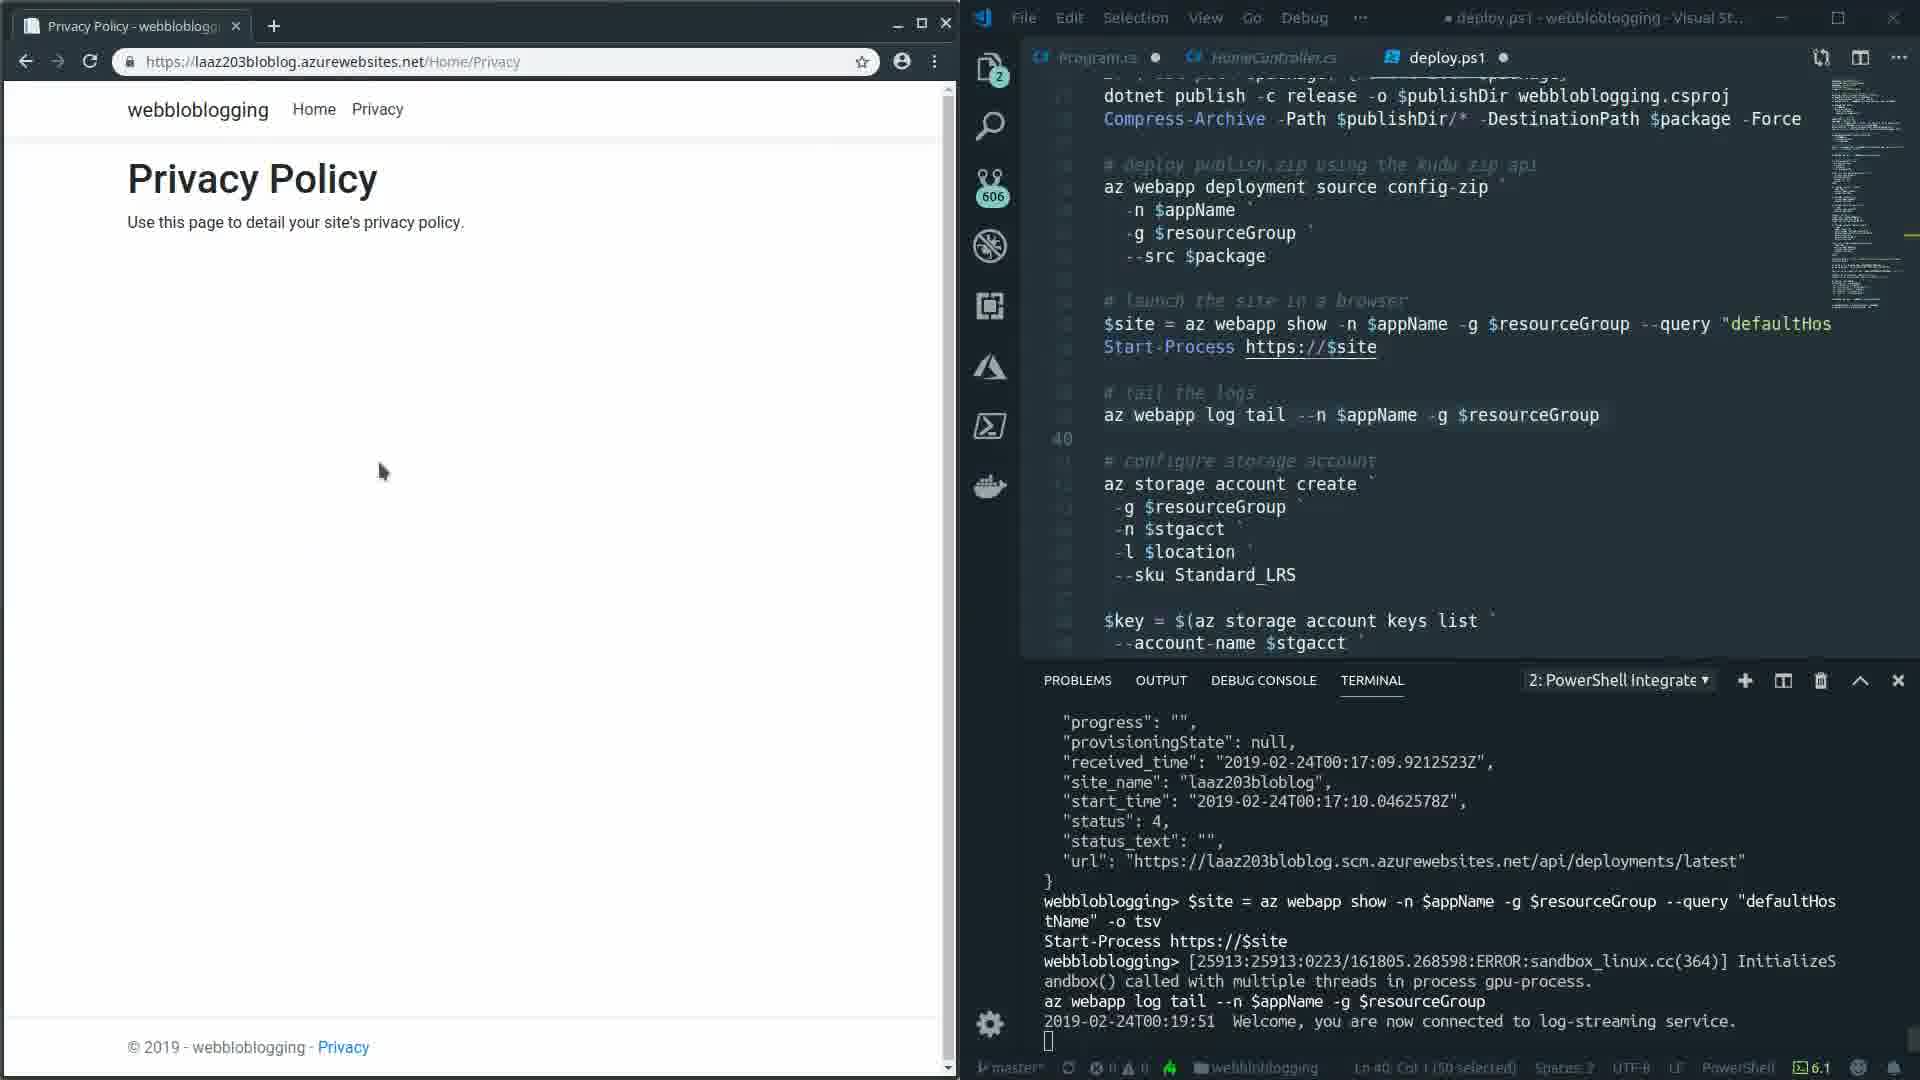 Privacy Policy - webbloblogg
https://laaz203bloblog.azurewebsites.net/Home/Privacy
webbloblogging Home Privacy
Privacy Policy
Use this page to detail your site's privacy policy.
© 2019 - webbloblogging - Privacy
File Edit Selection View Go Debug ···
● deploy.ps1 - webbloblogging - Visual St...
Program.cs HomeController.cs deploy.ps1
2
606
dotnet publish -c release -o $publishDir webbloblogging.csproj
Compress-Archive -Path $publishDir/* -DestinationPath $package -Force
# deploy publish.zip using the kudu zip api
az webapp deployment source config-zip `
-n $appName `
-g $resourceGroup `
--src $package
# launch the site in a browser
$site = az webapp show -n $appName -g $resourceGroup --query "defaultHos
Start-Process https://$site
# tail the logs
az webapp log tail --n $appName -g $resourceGroup
40
# configure storage account
az storage account create `
-g $resourceGroup `
-n $stgacct `
-l $location `
--sku Standard_LRS
$key = $(az storage account keys list `
--account-name $stgacct `
PROBLEMS OUTPUT DEBUG CONSOLE TERMINAL 2: PowerShell Integrate
"progress": "",
"provisioningState": null,
"received_time": "2019-02-24T00:17:09.9212523Z",
"site_name": "laaz203bloblog",
"start_time": "2019-02-24T00:17:10.0462578Z",
"status": 4,
"status_text": "",
"url": "https://laaz203bloblog.scm.azurewebsites.net/api/deployments/latest"
}
webbloblogging> $site = az webapp show -n $appName -g $resourceGroup --query "defaultHos
tName" -o tsv
Start-Process https://$site
webbloblogging> [25913:25913:0223/161805.268598:ERROR:sandbox_linux.cc(364)] InitializeS
andbox() called with multiple threads in process gpu-process.
az webapp log tail --n $appName -g $resourceGroup
2019-02-24T00:19:51  Welcome, you are now connected to log-streaming service.
master* 0 0 webbloblogging Ln 40, Col 1 (50 selected) Spaces: 2 UTF-8 LF PowerShell 6.1